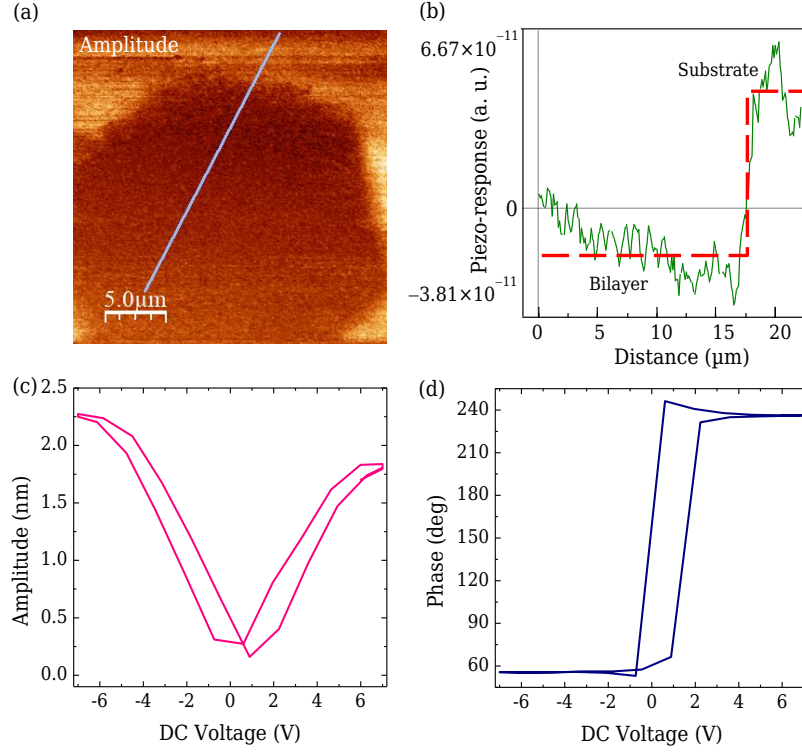 (a)
Amplitude
5.0µm
(b)
6.67×10⁻¹¹
0
−3.81×10⁻¹¹
Piezo-response (a. u.)
Substrate
Bilayer
0 5 10 15 20
Distance (µm)
(c)
2.5
2.0
1.5
1.0
0.5
0.0
Amplitude (nm)
-6 -4 -2 0 2 4 6
DC Voltage (V)
(d)
240
210
180
150
120
90
60
Phase (deg)
-6 -4 -2 0 2 4 6
DC Voltage (V)